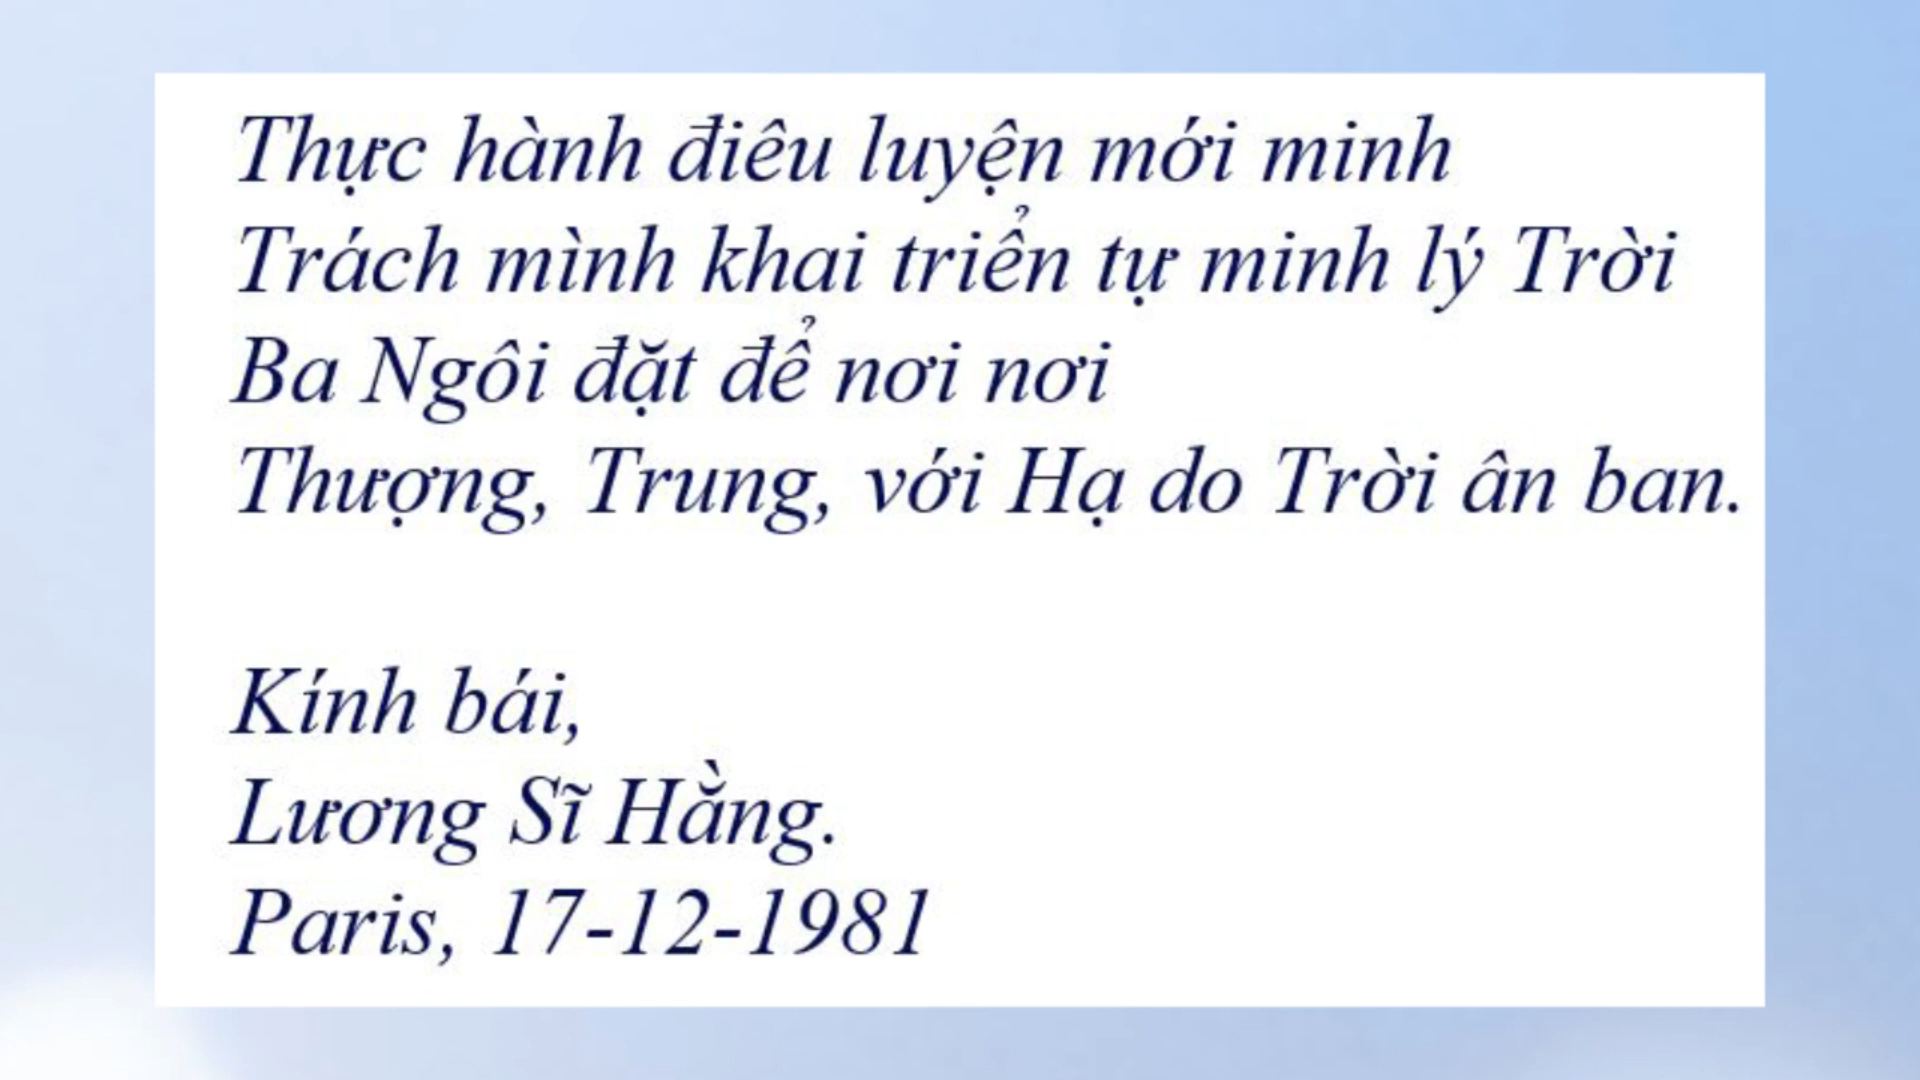 Thực hành điêu luyện mới minh
Trách mình khai triển tự minh lý Trời
Ba Ngôi đặt để nơi nơi
Thượng, Trung, với Hạ do Trời ân ban.
Kính bái,
Lương Sĩ Hằng.
Paris, 17-12-1981